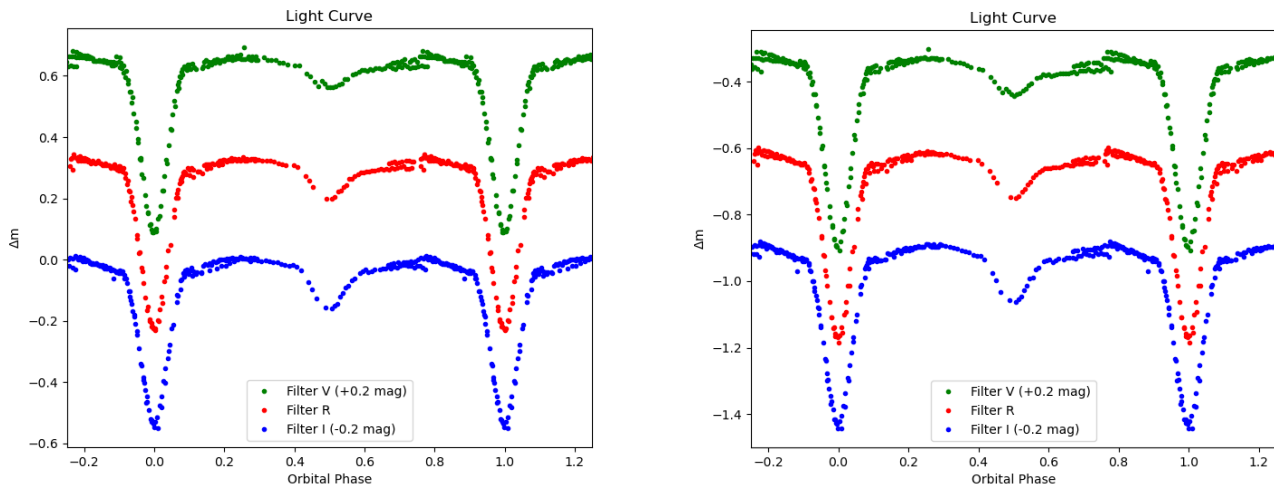 Light Curve
Δm
0.6
0.4
0.2
0.0
−0.2
−0.4
−0.6
Filter V (+0.2 mag)
Filter R
Filter I (-0.2 mag)
−0.2 0.0 0.2 0.4 0.6 0.8 1.0 1.2
Orbital Phase
Light Curve
Δm
−0.4
−0.6
−0.8
−1.0
−1.2
−1.4
Filter V (+0.2 mag)
Filter R
Filter I (-0.2 mag)
−0.2 0.0 0.2 0.4 0.6 0.8 1.0 1.2
Orbital Phase